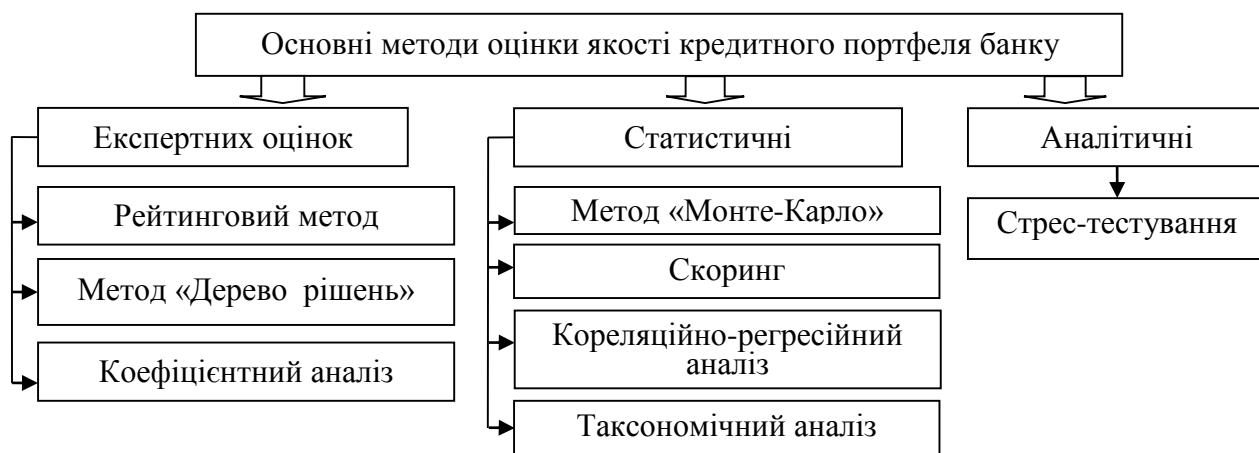 Основні методи оцінки якості кредитного портфеля банку
Експертних оцінок
Рейтинговий метод
Метод «Дерево рішень»
Коефіцієнтний аналіз
Статистичні
Метод «Монте-Карло»
Скоринг
Кореляційно-регресійний
аналіз
Таксономічний аналіз
Аналітичні
Стрес-тестування